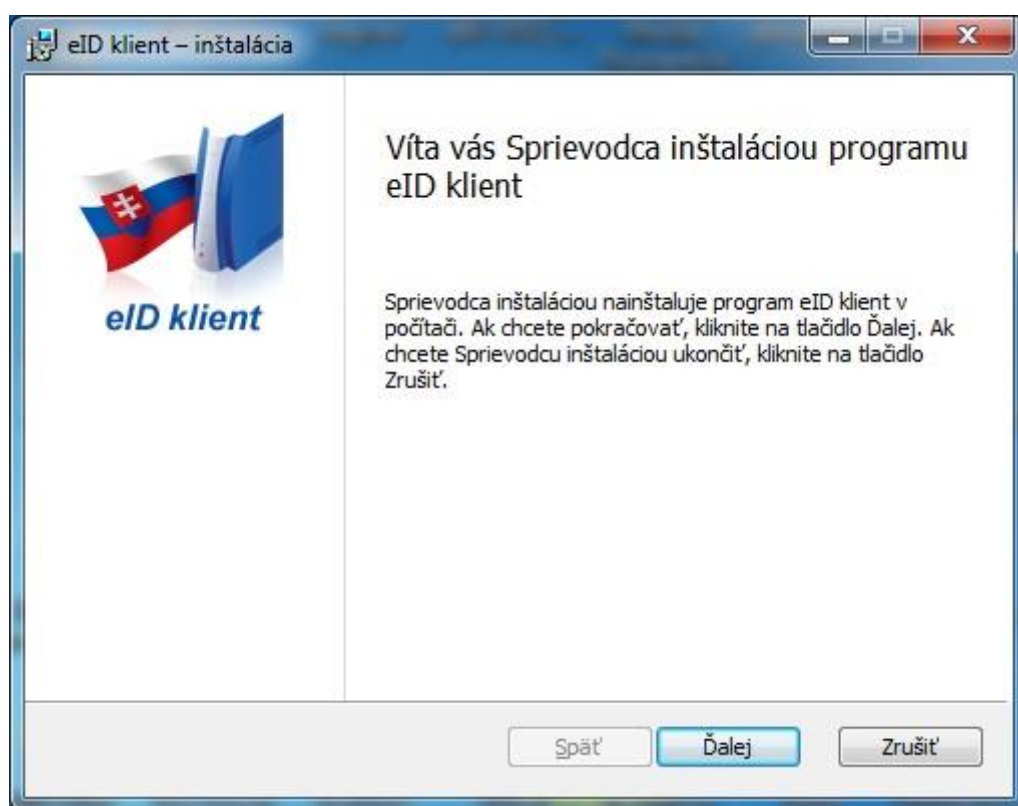 eID klient – inštalácia
Víta vás Sprievodca inštaláciou programu
eID klient
eID klient
Sprievodca inštaláciou nainštaluje program eID klient v
počítači. Ak chcete pokračovať, kliknite na tlačidlo Ďalej. Ak
chcete Sprievodcu inštaláciou ukončiť, kliknite na tlačidlo
Zrušiť.
Späť
Ďalej
Zrušiť